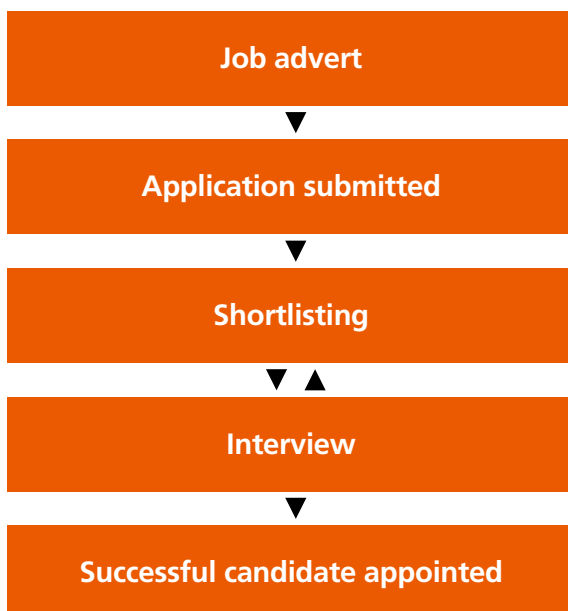 Job advert
Application submitted
Shortlisting
Interview
Successful candidate appointed